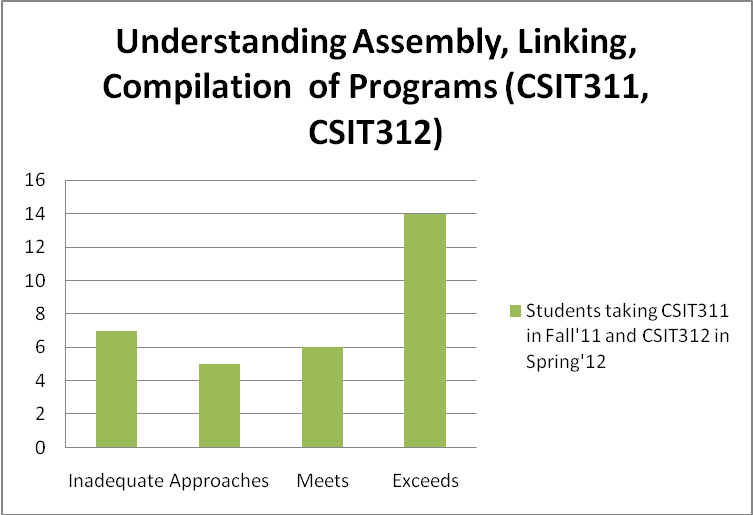 Understanding Assembly, Linking,
Compilation  of Programs (CSIT311,
CSIT312)
16
14
12
10
8
6
4
2
0
Inadequate Approaches Meets Exceeds
Students taking CSIT311
in Fall'11 and CSIT312 in
Spring'12